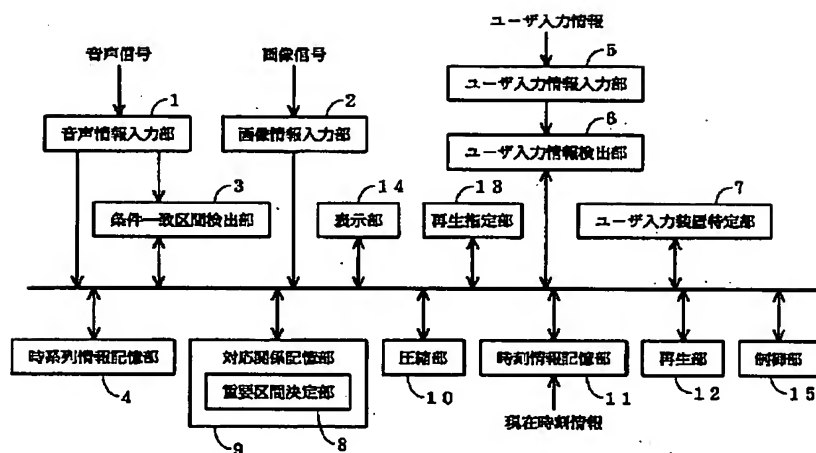 ユーザ入力情報
音声信号
画像信号
5
ユーザ入力情報入力部
1
2
音声情報入力部
画像情報入力部
6
ユーザ入力情報検出部
3
14
13
7
条件一致区間検出部
表示部
再生指定部
ユーザ入力装置特定部
時系列情報記憶部
対応関係記憶部
圧縮部
時刻情報記憶部
再生部
制御部
重要区間決定部
4
10
11
12
15
9
8
現在時刻情報